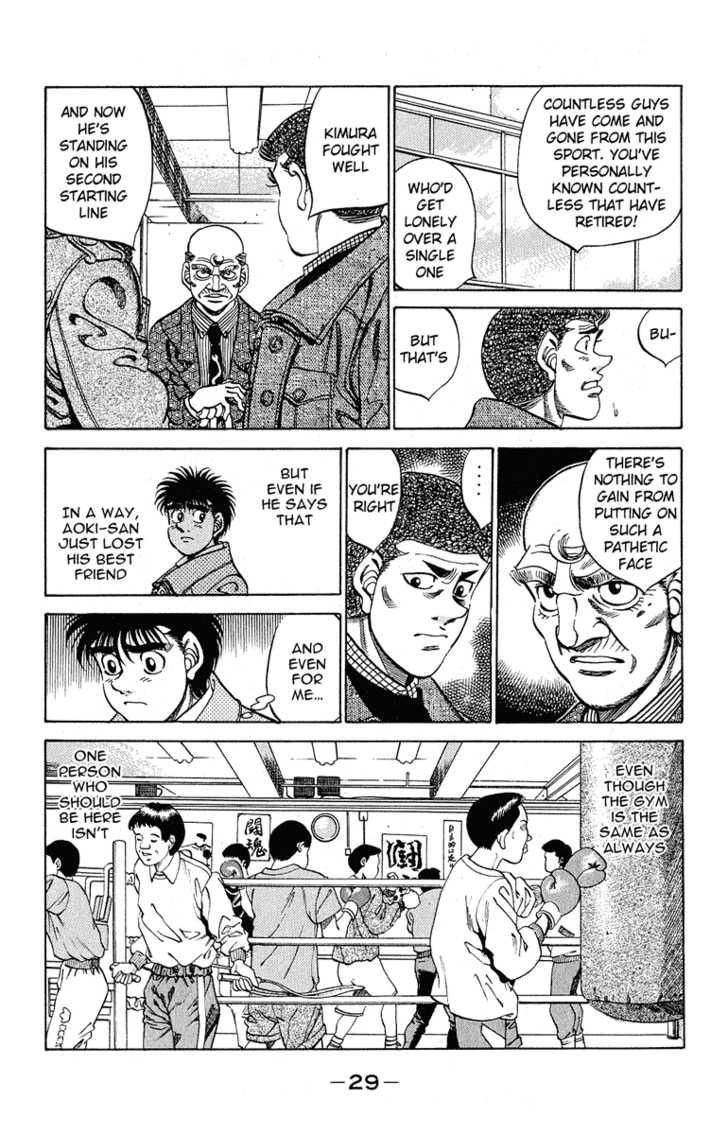 COUNTLESS GUYS
HAVE COME AND
GONE FROM THIS
SPORT. YOU'VE
PERSONALLY
KNOWN COUNT-
LESS THAT HAVE
RETIRED!
WHO'D
GET
LONELY
OVER A
SINGLE
ONE
BU-
BUT
THAT'S
KIMURA
FOUGHT
WELL
AND NOW
HE'S
STANDING
ON HIS
SECOND
STARTING
LINE
THERE'S
NOTHING TO
GAIN FROM
PUTTING ON
SUCH A
PATHETIC
FACE
...
YOU'RE
RIGHT
BUT
EVEN IF
HE SAYS
THAT
IN A WAY,
AOKI-SAN
JUST LOST
HIS BEST
FRIEND
AND
EVEN
FOR
ME...
EVEN
THOUGH
THE GYM
IS THE
SAME AS
ALWAYS
ONE
PERSON
WHO
SHOULD
BE HERE
ISN'T
闘
闘魂
-29-